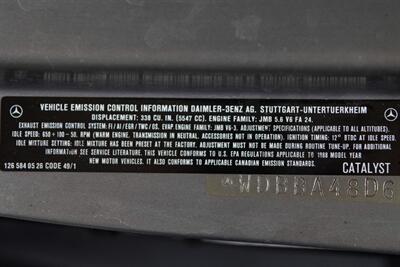 VEHICLE EMISSION CONTROL INFORMATION DAIMLER-BENZ AG. STUTTGART-UNTERTUERKHEIM
DISPLACEMENT: 338 CU. IN. (5547 CC). ENGINE FAMILY: JMB 5.6 V6 FA 24.
EXHAUST EMISSION CONTROL SYSTEM: FI/AI/EGR/TWC/OS. EVAP ENGINE FAMILY: JMB V6-3. ADJUSTMENT SPECIFICATIONS (APPLICABLE TO ALL ALTITUDES).
IDLE SPEED: 650 + 100 - 50. RPM (WARM ENGINE, TRANSMISSION IN NEUTRAL, ACCESSORIES NOT IN OPERATION). IGNITION TIMING: 12° BTDC AT IDLE SPEED.
IDLE MIXTURE SETTING: IDLE MIXTURE HAS BEEN PRESET AT THE FACTORY. ADJUSTMENT MUST NOT BE MADE DURING ROUTINE TUNE-UP. FOR ADDITIONAL
INFORMATION SEE SERVICE LITERATURE. THIS VEHICLE CONFORMS TO U.S. EPA REGULATIONS APPLICABLE TO 1988 MODEL YEAR
NEW MOTOR VEHICLES. IT ALSO CONFORMS TO CANADIAN EMISSION STANDARDS.
126 584 05 26 CODE 49/1
CATALYST
*WDBBA48D6